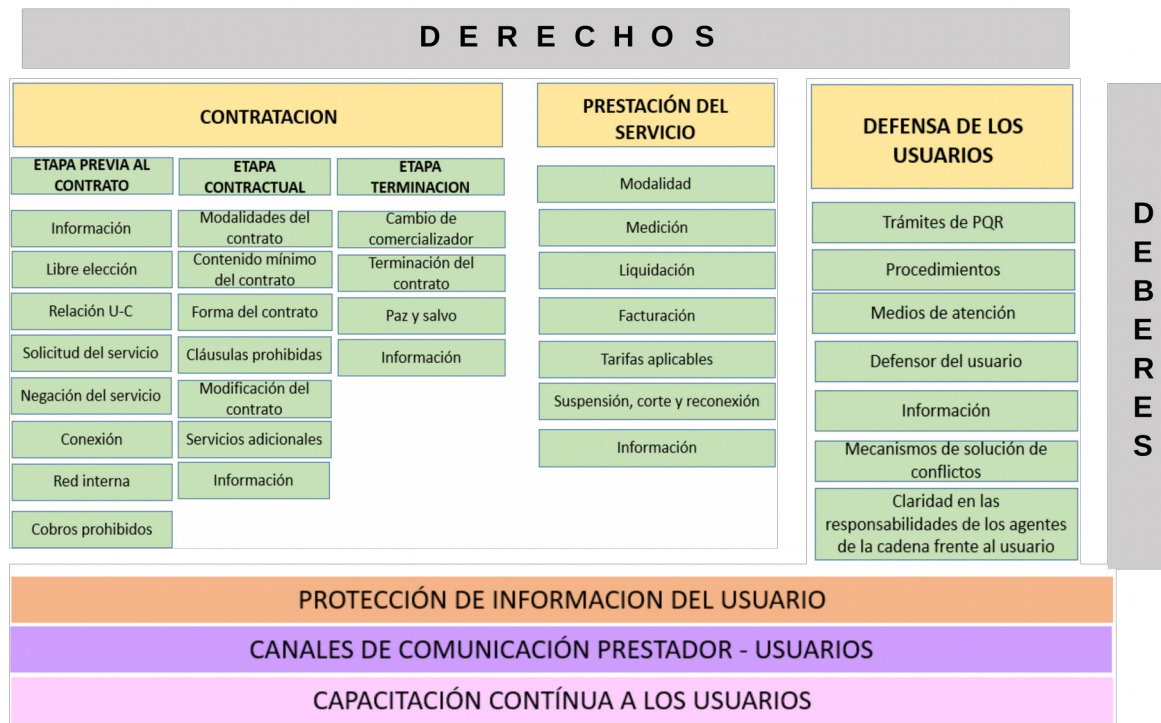 D E R E C H O S
CONTRATACION
ETAPA PREVIA AL
CONTRATO
Información
Libre elección
Relación U-C
Solicitud del servicio
Negación del servicio
Conexión
Red interna
Cobros prohibidos
ETAPA
CONTRACTUAL
Modalidades del
contrato
Contenido mínimo
del contrato
Forma del contrato
Cláusulas prohibidas
Modificación del
contrato
Servicios adicionales
Información
ETAPA
TERMINACION
Cambio de
comercializador
Terminación del
contrato
Paz y salvo
Información
PRESTACIÓN DEL
SERVICIO
Modalidad
Medición
Liquidación
Facturación
Tarifas aplicables
Suspensión, corte y reconexión
Información
DEFENSA DE LOS
USUARIOS
Trámites de PQR
Procedimientos
Medios de atención
Defensor del usuario
Información
Mecanismos de solución de
conflictos
Claridad en las
responsabilidades de los agentes
de la cadena frente al usuario
D
E
B
E
R
E
S
PROTECCIÓN DE INFORMACION DEL USUARIO
CANALES DE COMUNICACIÓN PRESTADOR - USUARIOS
CAPACITACIÓN CONTÍNUA A LOS USUARIOS